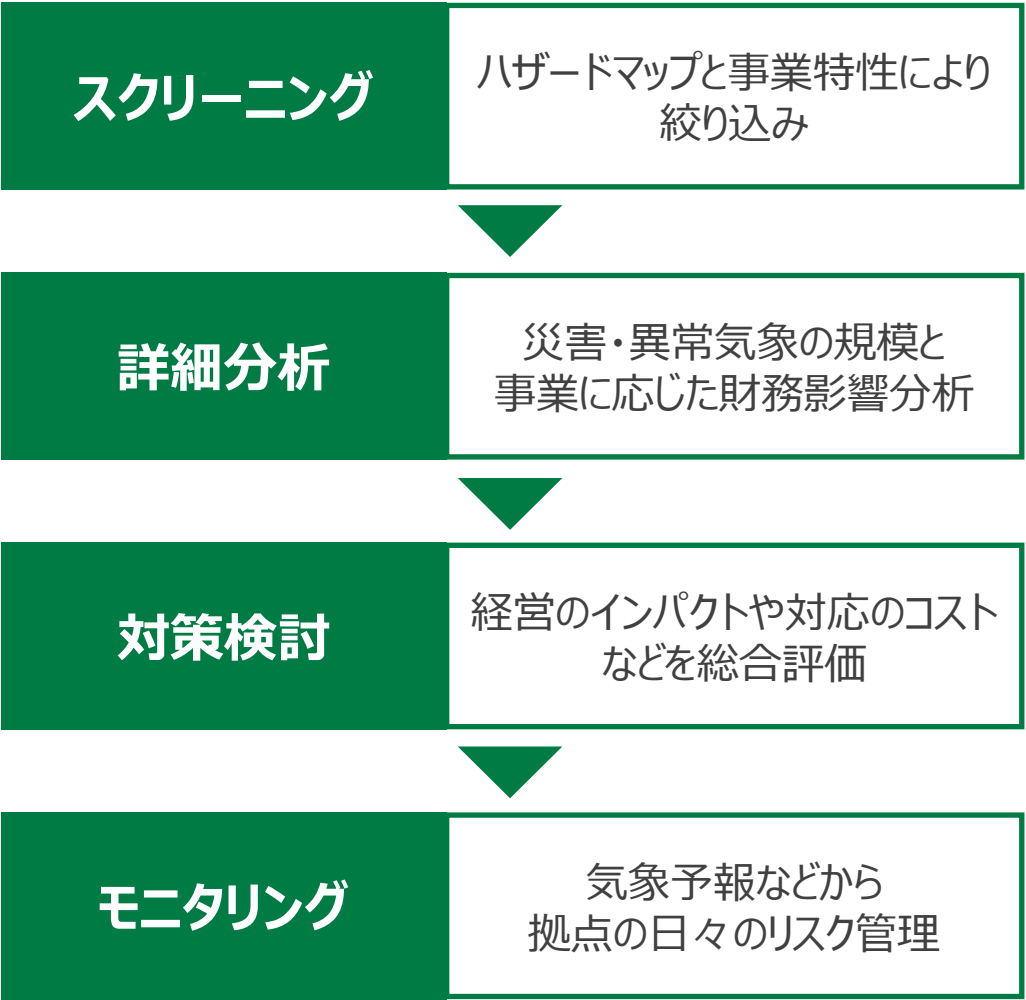 スクリーニング
ハザードマップと事業特性により
絞り込み
詳細分析
災害・異常気象の規模と
事業に応じた財務影響分析
対策検討
経営のインパクトや対応のコスト
などを総合評価
モニタリング
気象予報などから
拠点の日々のリスク管理